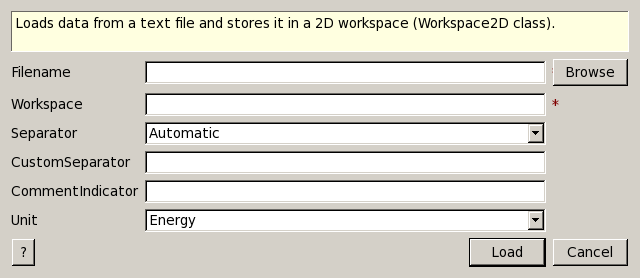 Loads data from a text file and stores it in a 2D workspace (Workspace2D class).
Filename * Browse
Workspace *
Separator Automatic
CustomSeparator
CommentIndicator
Unit Energy
? Load Cancel